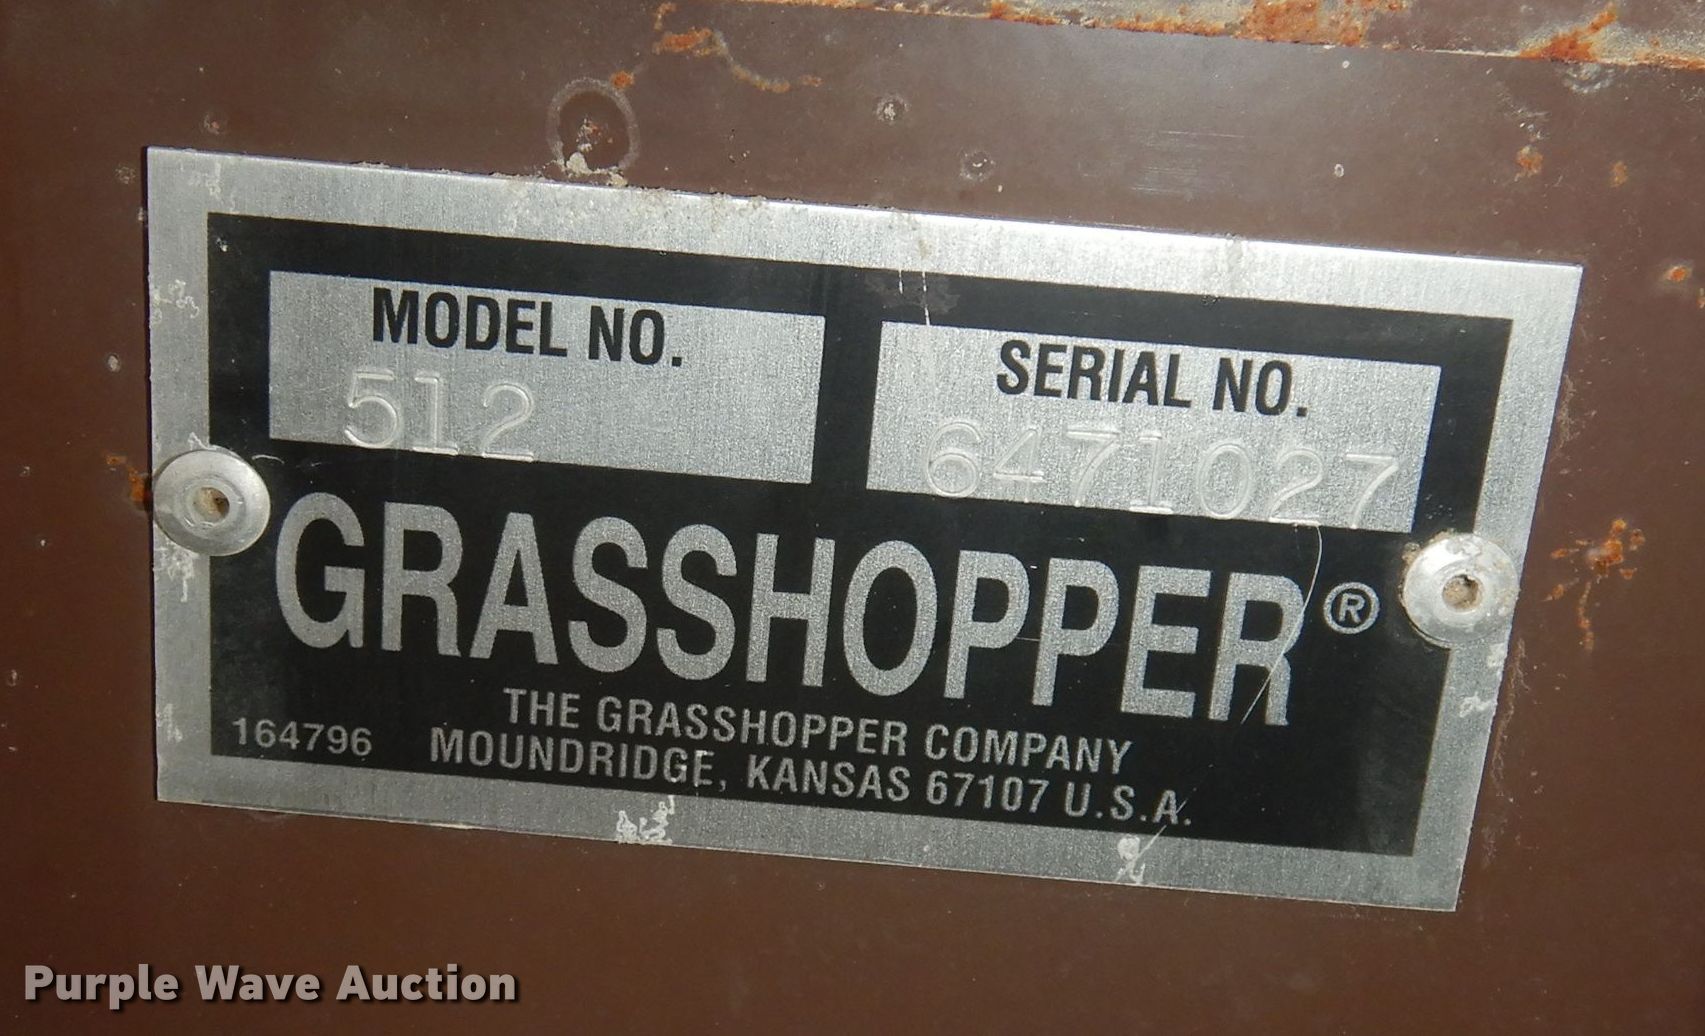 MODEL NO.
512
SERIAL NO.
6471027
GRASSHOPPER®
THE GRASSHOPPER COMPANY
164796
MOUNDRIDGE, KANSAS 67107 U.S.A.
Purple Wave Auction